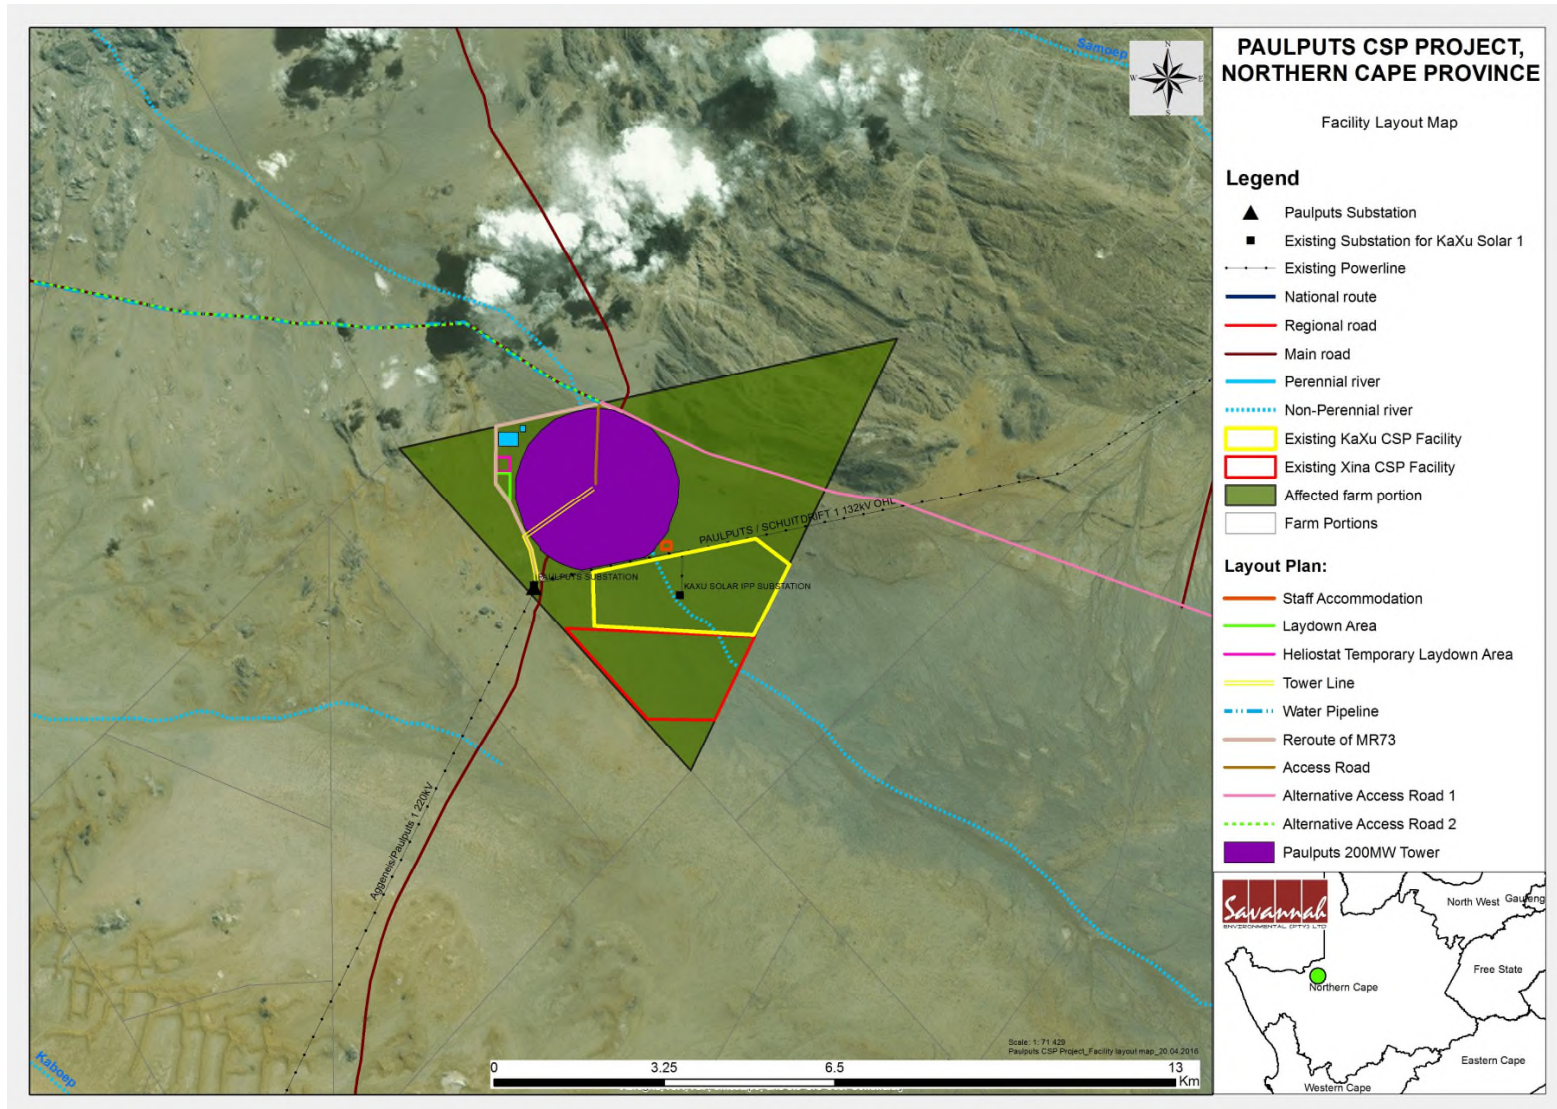 PAULPUTS CSP PROJECT,
NORTHERN CAPE PROVINCE
Facility Layout Map
Legend
Paulputs Substation
Existing Substation for KaXu Solar 1
Existing Powerline
National route
Regional road
Main road
Perennial river
Non-Perennial river
Existing KaXu CSP Facility
Existing Xina CSP Facility
Affected farm portion
Farm Portions
Layout Plan:
Staff Accommodation
Laydown Area
Heliostat Temporary Laydown Area
Tower Line
Water Pipeline
Reroute of MR73
Access Road
Alternative Access Road 1
Alternative Access Road 2
Paulputs 200MW Tower
Samoep
N
W
E
S
PAULPUTS / SCHUITDRIFT 1 132kV OHL
PAULPUTS SUBSTATION
KAXU SOLAR IPP SUBSTATION
Aggeneis/Paulputs 1 220kV
Kaboep
Scale: 1: 71 429
Paulputs CSP Project_Facility layout map_20.04.2016
0 3.25 6.5 13
Km
Savannah
ENVIRONMENTAL (PTY) LTD
North West
Gauteng
Free State
Northern Cape
Eastern Cape
Western Cape